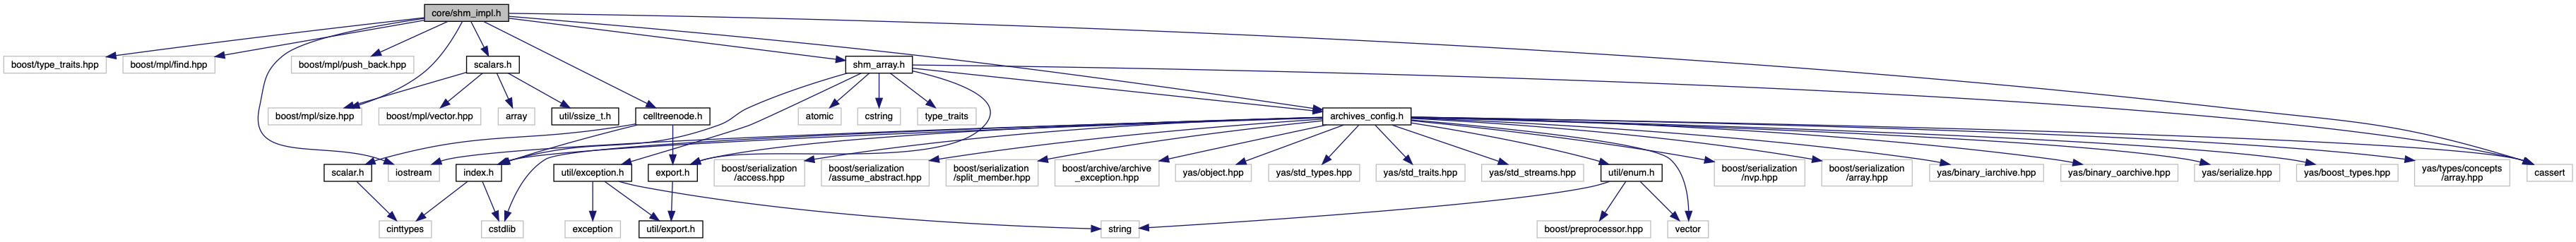 core/shm_impl.h
boost/type_traits.hpp
boost/mpl/find.hpp
boost/mpl/push_back.hpp
scalars.h
shm_array.h
boost/mpl/size.hpp
boost/mpl/vector.hpp
array
util/ssize_t.h
celltreenode.h
atomic
cstring
type_traits
archives_config.h
scalar.h
iostream
index.h
util/exception.h
export.h
boost/serialization
/access.hpp
boost/serialization
/assume_abstract.hpp
boost/serialization
/split_member.hpp
boost/archive/archive
_exception.hpp
yas/object.hpp
yas/std_types.hpp
yas/std_traits.hpp
yas/std_streams.hpp
util/enum.h
boost/serialization
/nvp.hpp
boost/serialization
/array.hpp
yas/binary_iarchive.hpp
yas/binary_oarchive.hpp
yas/serialize.hpp
yas/boost_types.hpp
yas/types/concepts
/array.hpp
cassert
cinttypes
cstdlib
exception
util/export.h
string
boost/preprocessor.hpp
vector